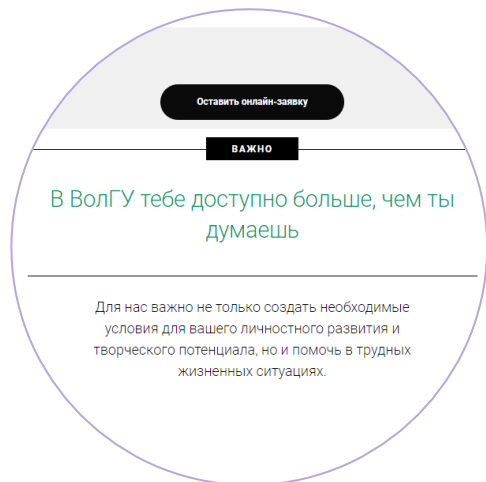 Оставить онлайн-заявку
ВАЖНО
В ВолГУ тебе доступно больше, чем ты
думаешь
Для нас важно не только создать необходимые
условия для вашего личностного развития и
творческого потенциала, но и помочь в трудных
жизненных ситуациях.